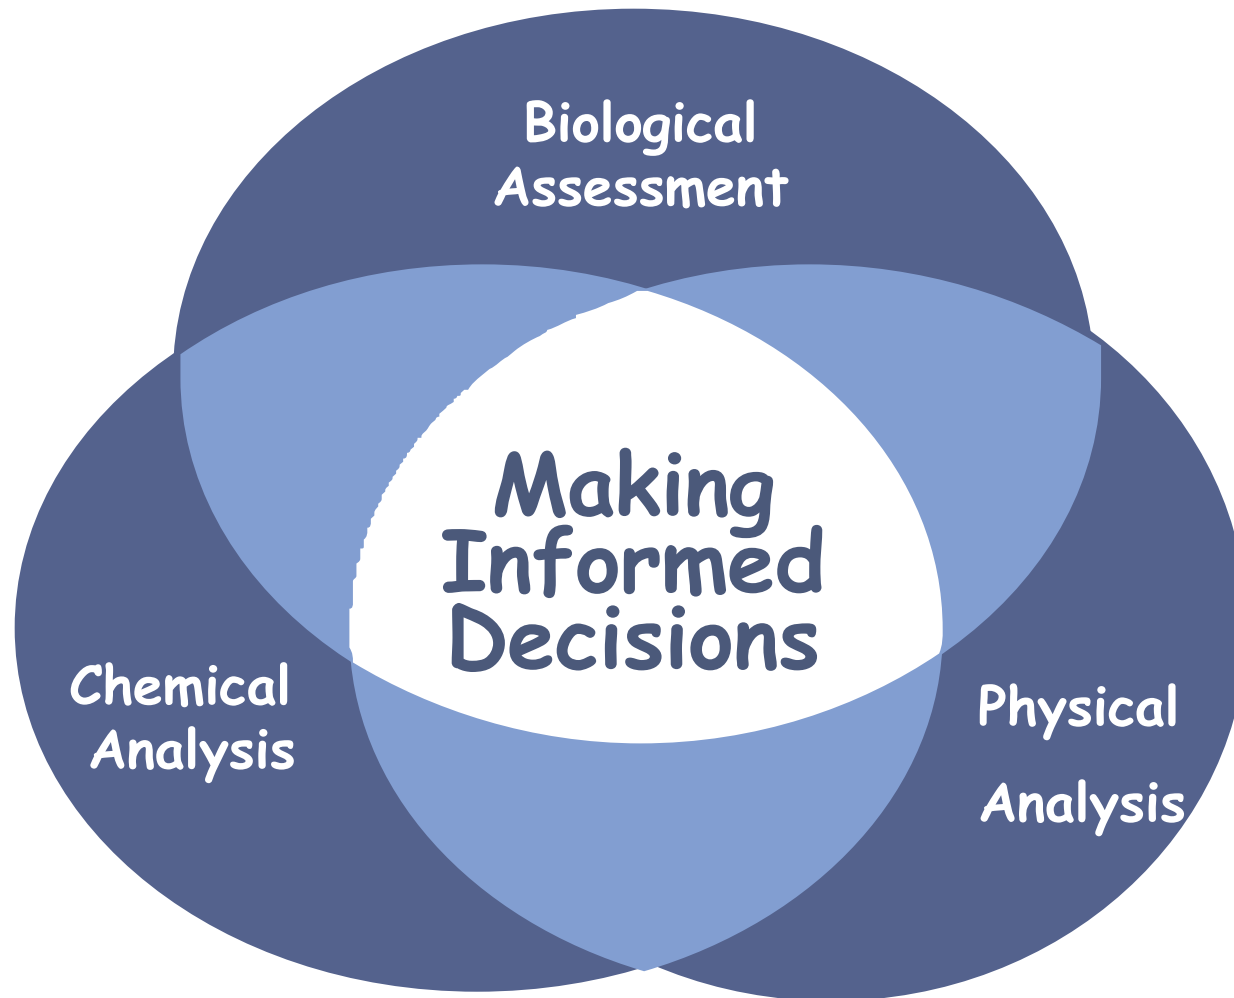 Biological
Assessment
Making
Informed
Decisions
Chemical
Analysis
Physical
Analysis